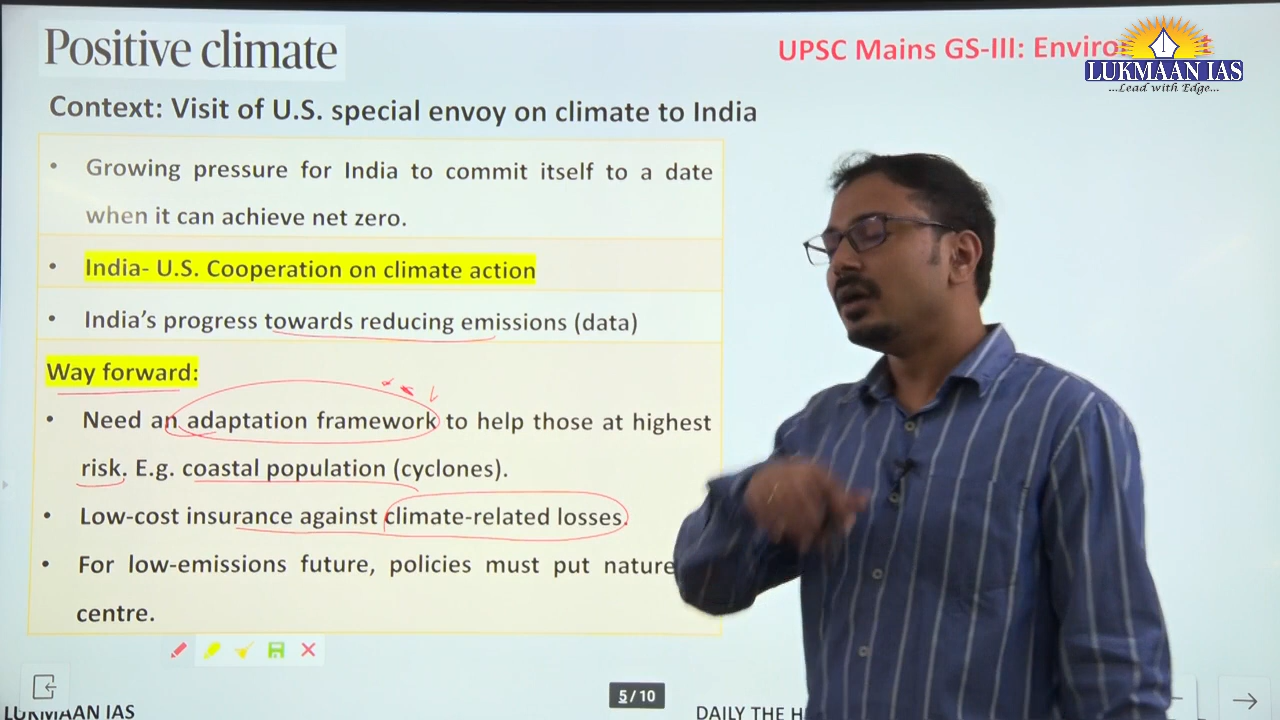 Positive climate
UPSC Mains GS-III:
LUKMAAN IAS
...Lead with Edge...
Context: Visit of U.S. special envoy on climate to India
• Growing pressure for India to commit itself to a date
when it can achieve net zero.
• India- U.S. Cooperation on climate action
• India's progress towards reducing emissions (data)
Way forward:
• Need an adaptation framework to help those at highest
risk. E.g. coastal population (cyclones).
• Low-cost insurance against climate-related losses.
• For low-emissions future, policies must put nature
centre.
5 / 10
LUKMAAN IAS
DAILY THE